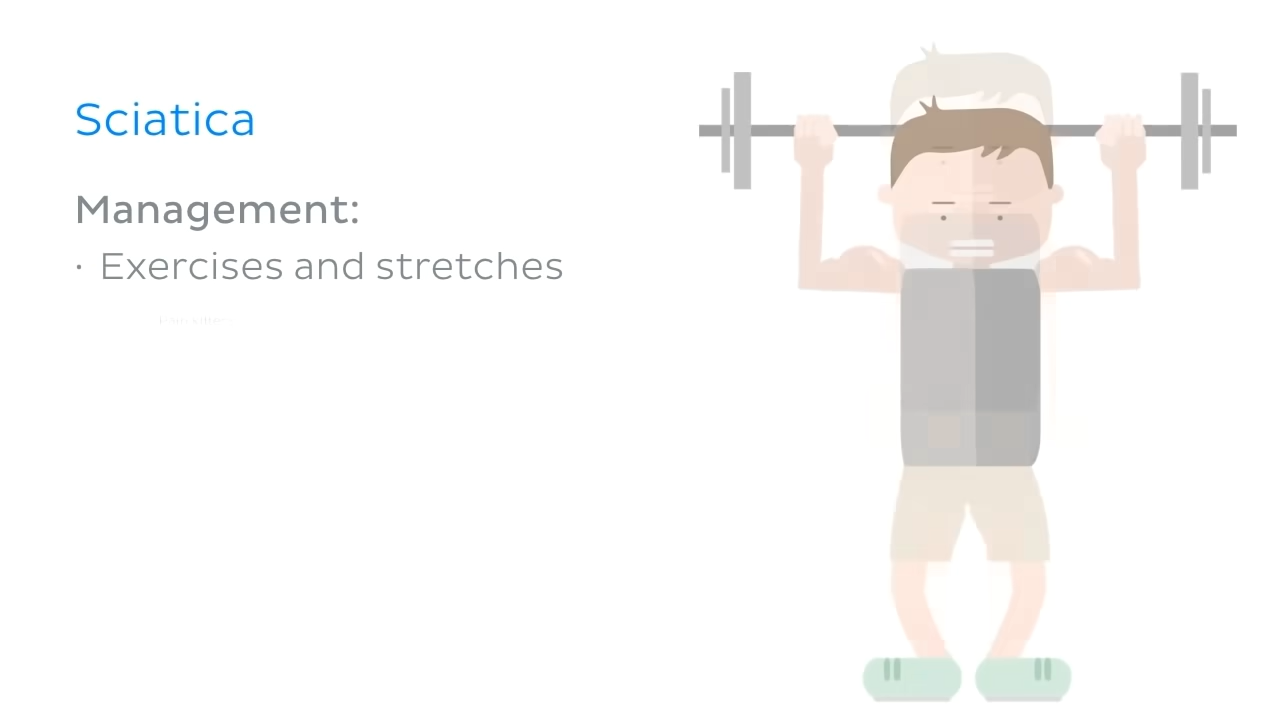 Sciatica
Management:
· Exercises and stretches